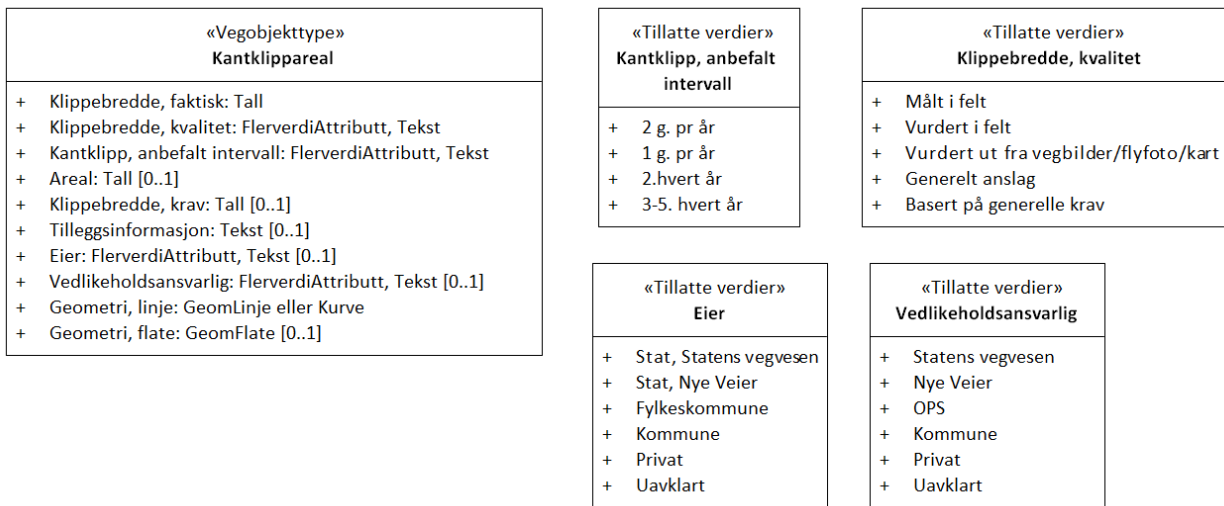 «Vegobjekttype»
Kantklippareal
+ Klippebredde, faktisk: Tall
+ Klippebredde, kvalitet: FlerverdiAttributt, Tekst
+ Kantklipp, anbefalt intervall: FlerverdiAttributt, Tekst
+ Areal: Tall [0..1]
+ Klippebredde, krav: Tall [0..1]
+ Tilleggsinformasjon: Tekst [0..1]
+ Eier: FlerverdiAttributt, Tekst [0..1]
+ Vedlikeholdsansvarlig: FlerverdiAttributt, Tekst [0..1]
+ Geometri, linje: GeomLinje eller Kurve
+ Geometri, flate: GeomFlate [0..1]
«Tillatte verdier»
Kantklipp, anbefalt
intervall
+ 2 g. pr år
+ 1 g. pr år
+ 2.hvert år
+ 3-5. hvert år
«Tillatte verdier»
Klippebredde, kvalitet
+ Målt i felt
+ Vurdert i felt
+ Vurdert ut fra vegbilder/flyfoto/kart
+ Generelt anslag
+ Basert på generelle krav
«Tillatte verdier»
Eier
+ Stat, Statens vegvesen
+ Stat, Nye Veier
+ Fylkeskommune
+ Kommune
+ Privat
+ Uavklart
«Tillatte verdier»
Vedlikeholdsansvarlig
+ Statens vegvesen
+ Nye Veier
+ OPS
+ Kommune
+ Privat
+ Uavklart